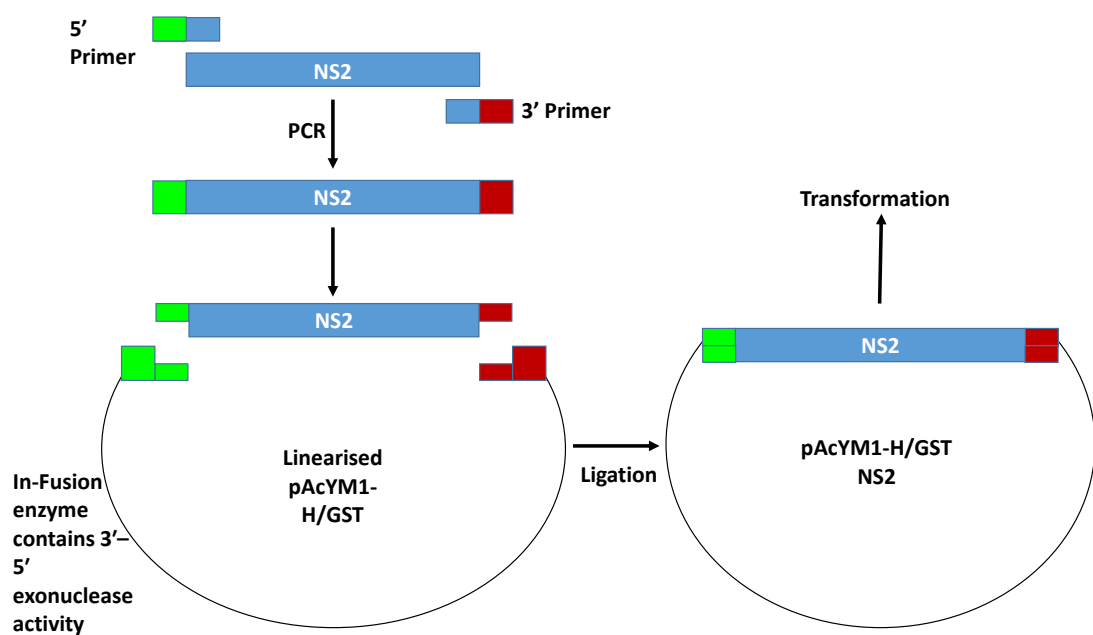 5’
Primer
NS2
3’ Primer
PCR
NS2
NS2
In-Fusion
enzyme
contains 3’–
5’
exonuclease
activity
Linearised
pAcYM1-
H/GST
Ligation
Transformation
NS2
pAcYM1-H/GST
NS2